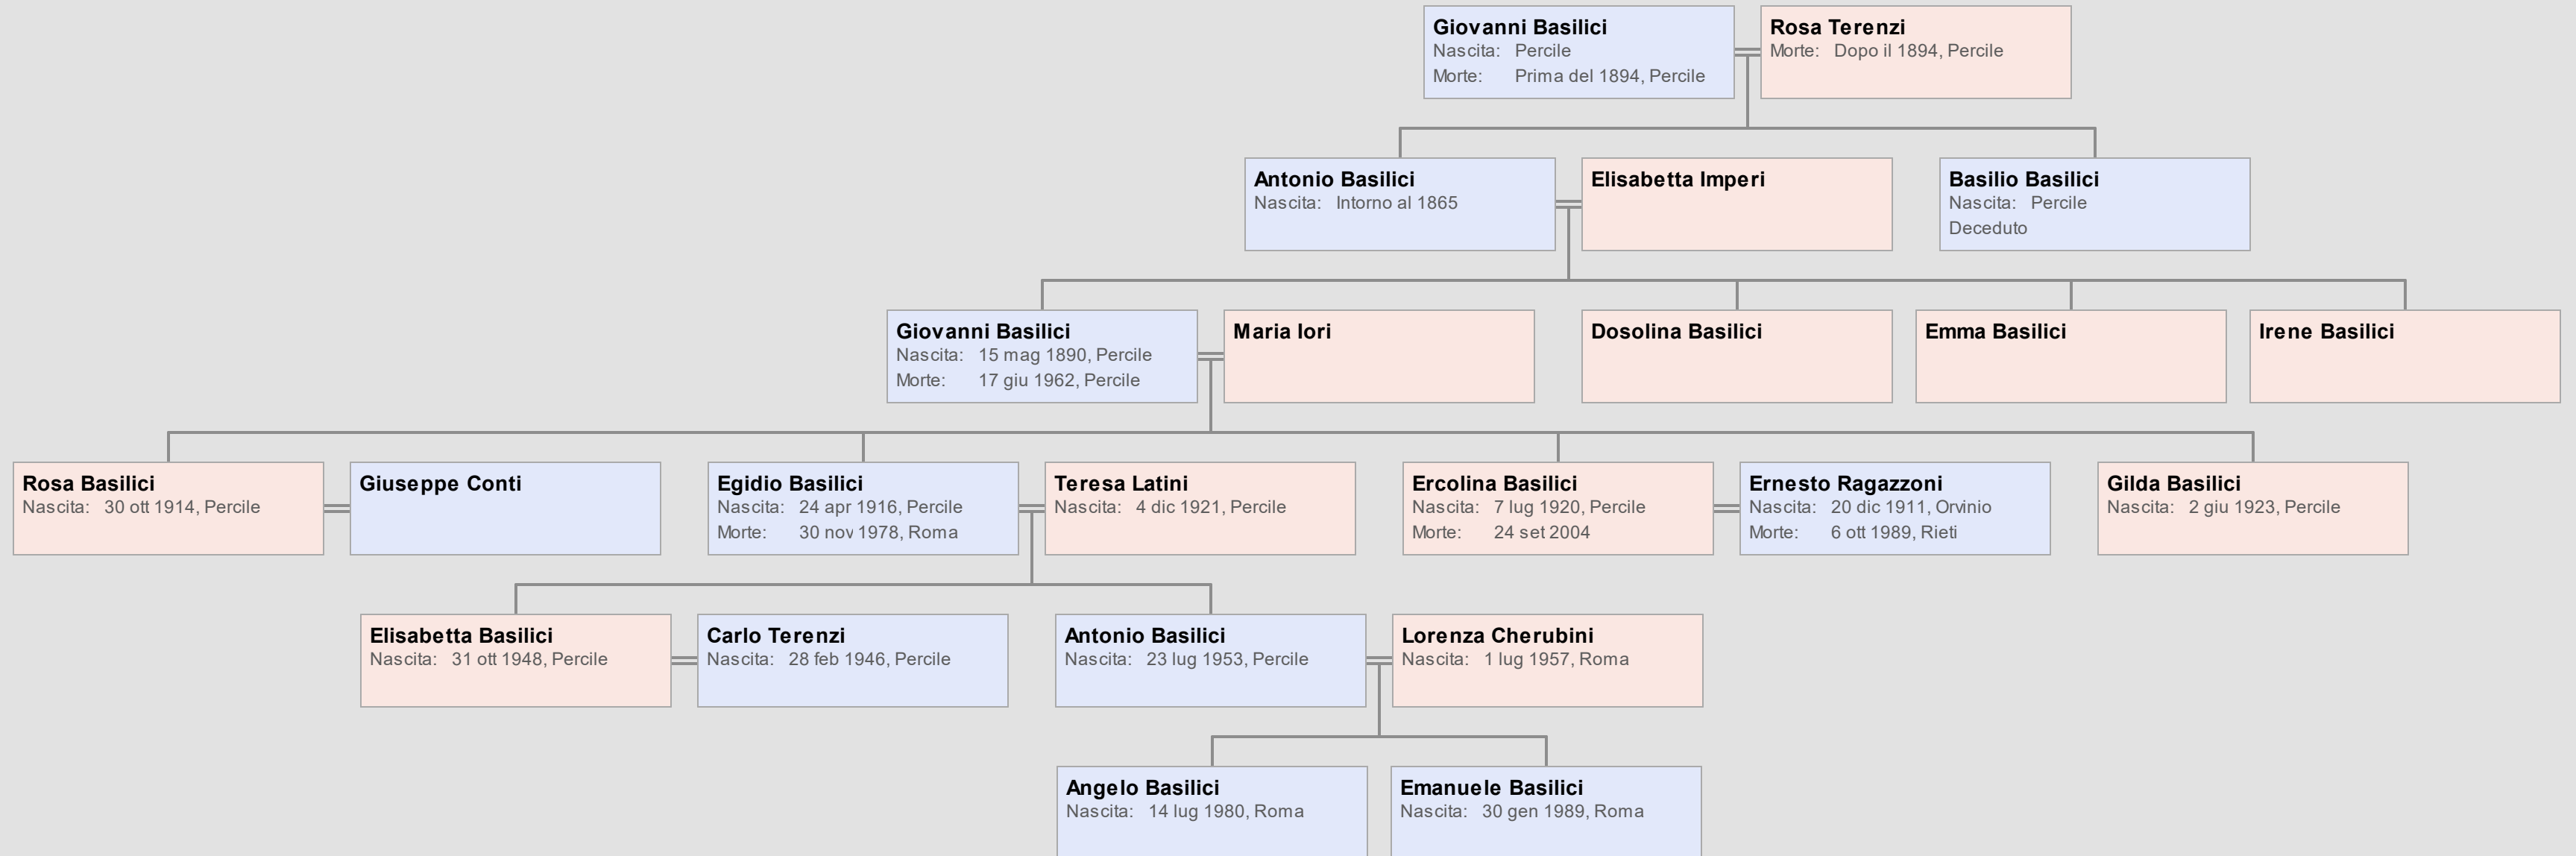 Giovanni Basilici
Nascita: Percile
Morte: Prima del 1894, Percile
Rosa Terenzi
Morte: Dopo il 1894, Percile
Antonio Basilici
Nascita: Intorno al 1865
Elisabetta Imperi
Basilio Basilici
Nascita: Percile
Deceduto
Giovanni Basilici
Nascita: 15 mag 1890, Percile
Morte: 17 giu 1962, Percile
Maria Iori
Dosolina Basilici
Emma Basilici
Irene Basilici
Rosa Basilici
Nascita: 30 ott 1914, Percile
Giuseppe Conti
Egidio Basilici
Nascita: 24 apr 1916, Percile
Morte: 30 nov 1978, Roma
Teresa Latini
Nascita: 4 dic 1921, Percile
Ercolina Basilici
Nascita: 7 lug 1920, Percile
Morte: 24 set 2004
Ernesto Ragazzoni
Nascita: 20 dic 1911, Orvinio
Morte: 6 ott 1989, Rieti
Gilda Basilici
Nascita: 2 giu 1923, Percile
Elisabetta Basilici
Nascita: 31 ott 1948, Percile
Carlo Terenzi
Nascita: 28 feb 1946, Percile
Antonio Basilici
Nascita: 23 lug 1953, Percile
Lorenza Cherubini
Nascita: 1 lug 1957, Roma
Angelo Basilici
Nascita: 14 lug 1980, Roma
Emanuele Basilici
Nascita: 30 gen 1989, Roma